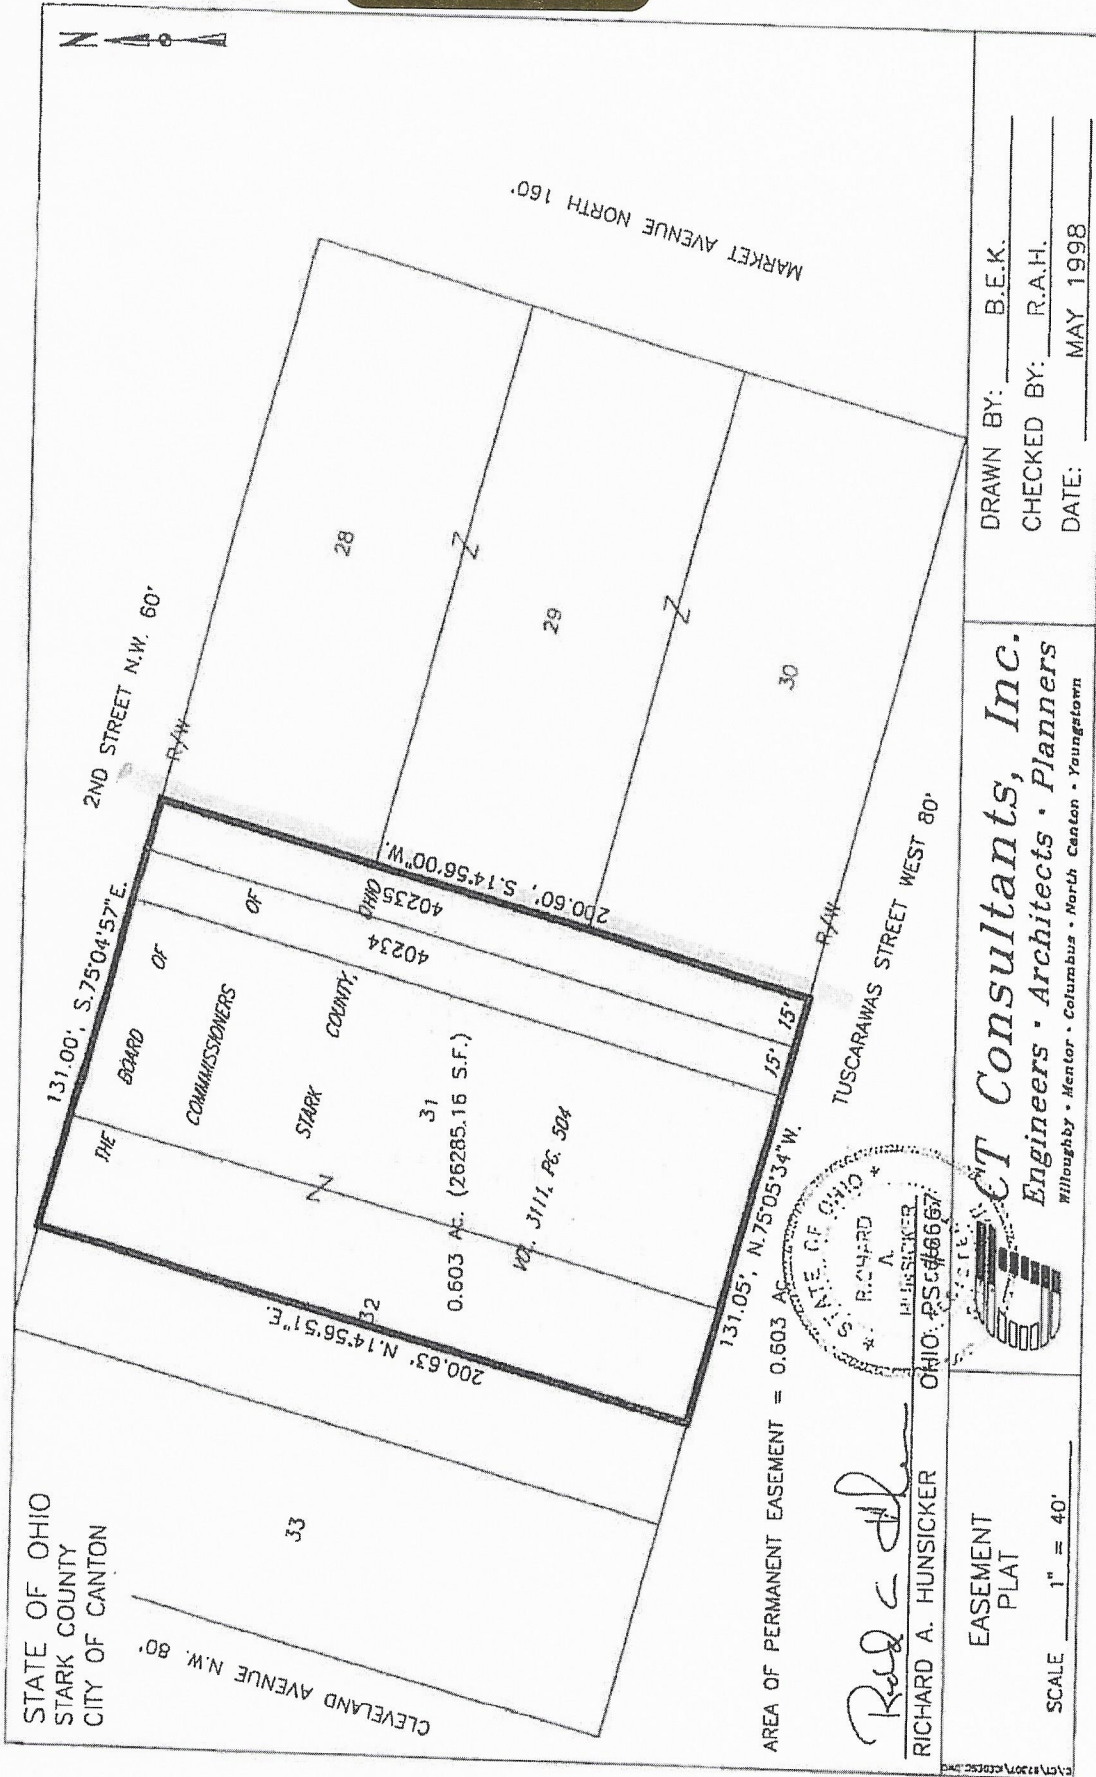 STATE OF OHIO
STARK COUNTY
CITY OF CANTON
N
2ND STREET N.W. 60'
R/W
131.00', S.75°04'57"E.
CLEVELAND AVENUE N.W. 80'
33
200.63' N.14°56'51"E.
32
THE BOARD OF OF
COMMMISSIONERS
STARK COUNTY, OHIO
31
0.603 AC. (26285.16 S.F.)
VOL. 3111, PG. 504
40234
40235
200.60', S.14°56'00"W.
28
Z
29
Z
30
Z
MARKET AVENUE NORTH 160'
15' 15'
131.05', N.75°05'34"W.
R/W
TUSCARAWAS STREET WEST 80'
AREA OF PERMANENT EASEMENT = 0.603 AC.
STATE OF OHIO
RICHARD
A.
HUNSICKER
RICHARD A. HUNSICKER OHIO PS #6667
EASEMENT
PLAT
SCALE 1" = 40'
CT Consultants, Inc.
Engineers • Architects • Planners
Willoughby • Mentor • Columbus • North Canton • Youngstown
DRAWN BY: B.E.K.
CHECKED BY: R.A.H.
DATE: MAY 1998